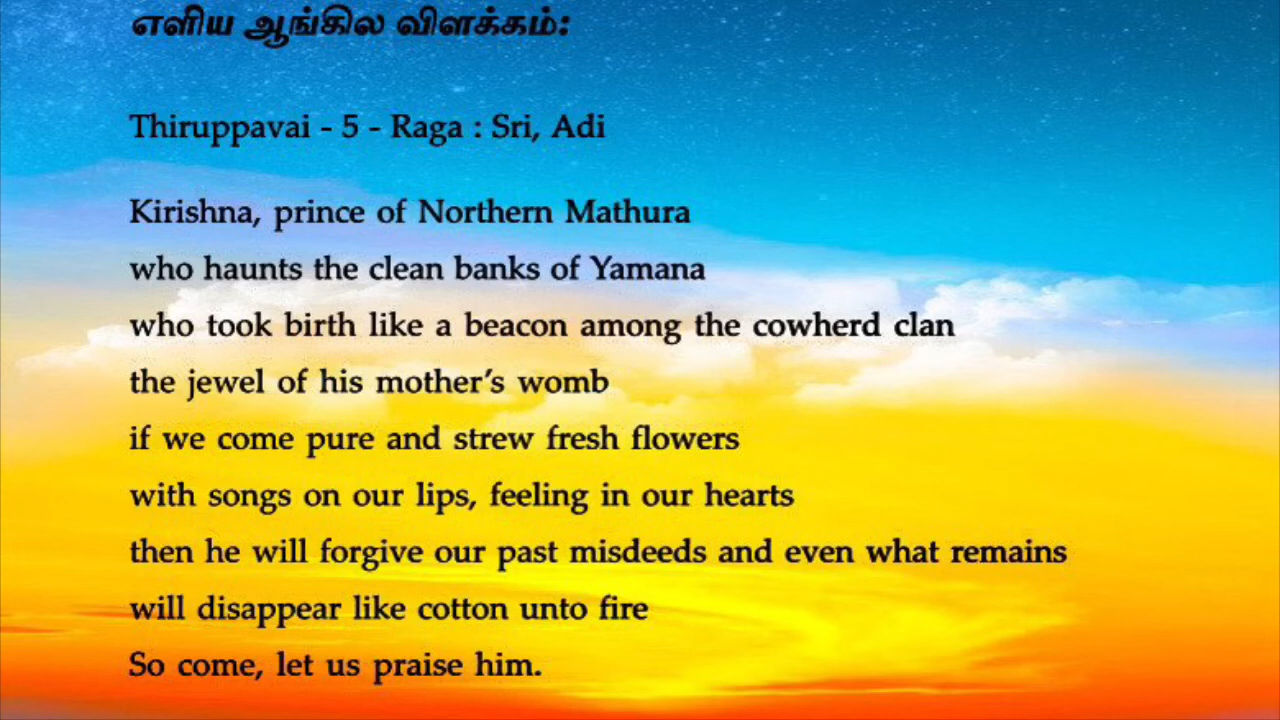 எளிய ஆங்கில விளக்கம்:
Thiruppavai - 5 - Raga : Sri, Adi
Kirishna, prince of Northern Mathura
who haunts the clean banks of Yamana
who took birth like a beacon among the cowherd clan
the jewel of his mother's womb
if we come pure and strew fresh flowers
with songs on our lips, feeling in our hearts
then he will forgive our past misdeeds and even what remains
will disappear like cotton unto fire
So come, let us praise him.